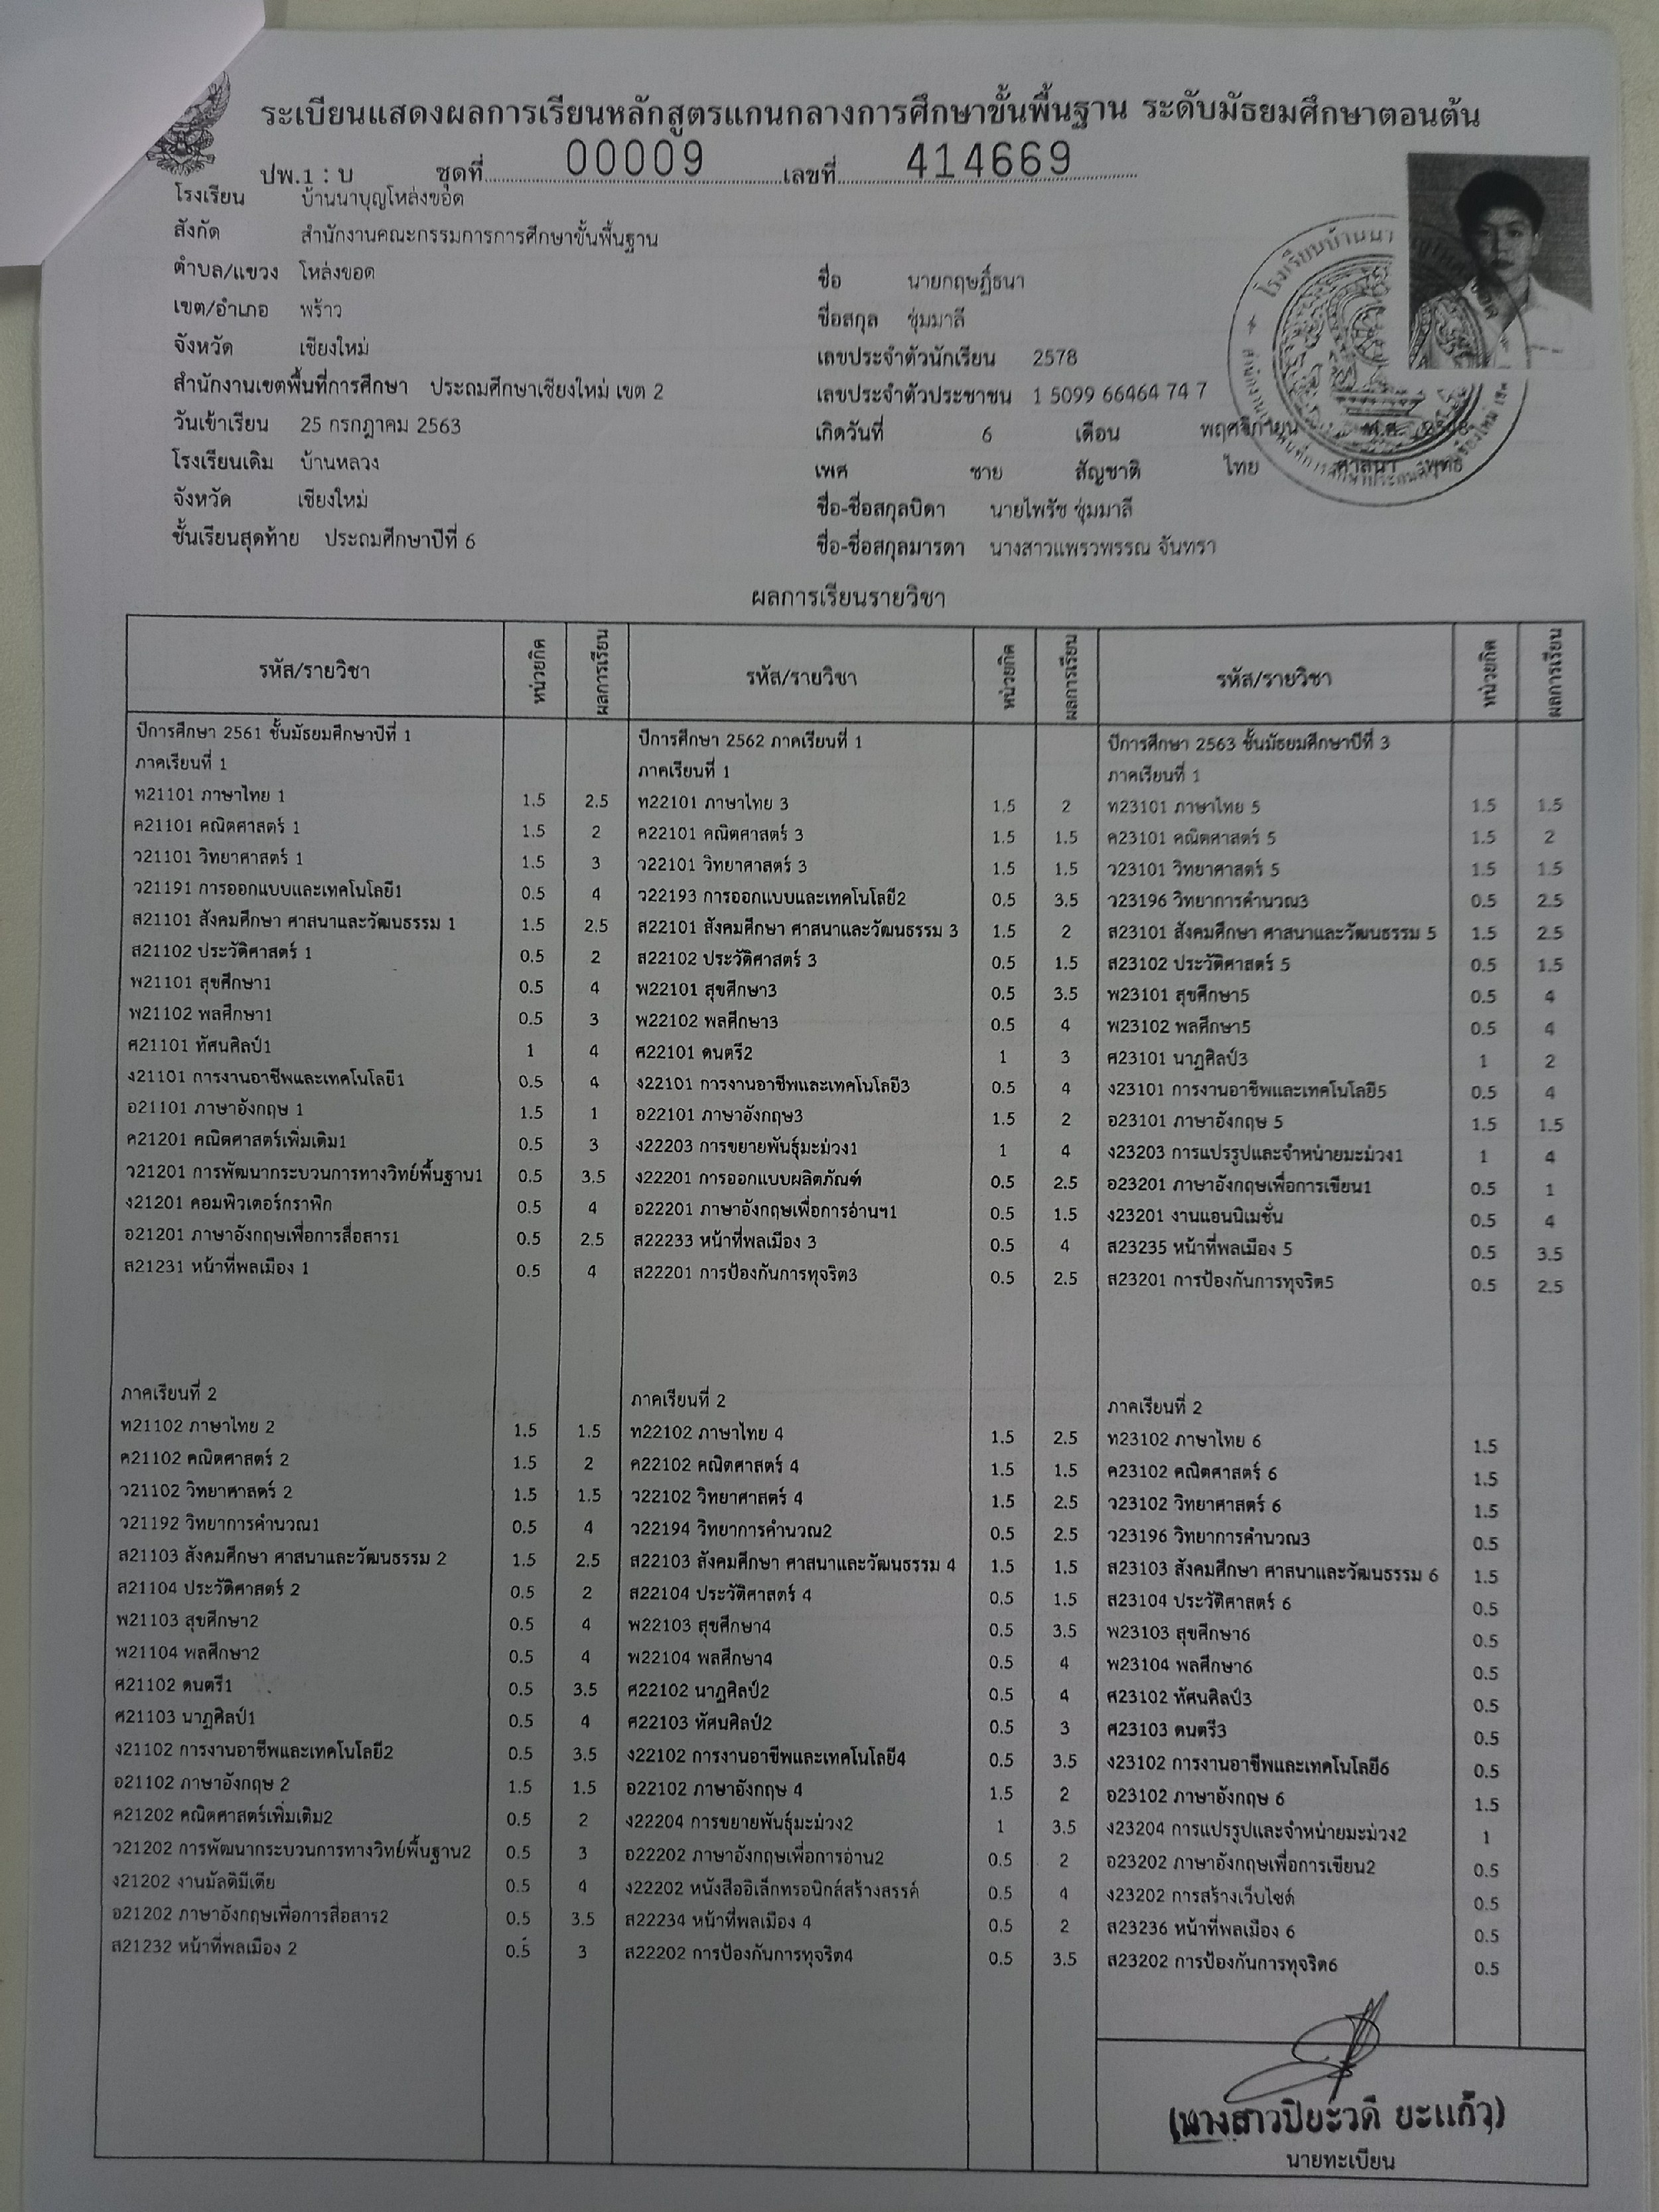 ระเบียนแสดงผลการเรียนหลักสูตรแกนกลางการศึกษาขั้นพื้นฐาน ระดับมัธยมศึกษาตอนต้น
ปพ.1 : บ ชุดที่ 00009 เลขที่ 414669
โรงเรียน บ้านนาบุญโหล่งขอด
สังกัด สำนักงานคณะกรรมการการศึกษาขั้นพื้นฐาน
ตำบล/แขวง โหล่งขอด
เขต/อำเภอ พร้าว
จังหวัด เชียงใหม่
สำนักงานเขตพื้นที่การศึกษา ประถมศึกษาเชียงใหม่ เขต 2
วันเข้าเรียน 25 กรกฎาคม 2563
โรงเรียนเดิม บ้านหลวง
จังหวัด เชียงใหม่
ชั้นเรียนสุดท้าย ประถมศึกษาปีที่ 6
ชื่อ นายกฤษฎิ์ธนา
ชื่อสกุล ชุ่มมาลี
เลขประจำตัวนักเรียน 2578
เลขประจำตัวประชาชน 1 5099 66464 74 7
เกิดวันที่ 6 เดือน พฤศจิกายน พ.ศ.
เพศ ชาย สัญชาติ ไทย ศาสนา พุทธ
ชื่อ-ชื่อสกุลบิดา นายไพรัช ชุ่มมาลี
ชื่อ-ชื่อสกุลมารดา นางสาวแพรวพรรณ จันทรา
โรงเรียนบ้านนา
ผลการเรียนรายวิชา
รหัส/รายวิชา หน่วยกิต ผลการเรียน รหัส/รายวิชา หน่วยกิต ผลการเรียน รหัส/รายวิชา หน่วยกิต ผลการเรียน
ปีการศึกษา 2561 ชั้นมัธยมศึกษาปีที่ 1
ภาคเรียนที่ 1
ท21101 ภาษาไทย 1 1.5 2.5
ค21101 คณิตศาสตร์ 1 1.5 2
ว21101 วิทยาศาสตร์ 1 1.5 3
ว21191 การออกแบบและเทคโนโลยี1 0.5 4
ส21101 สังคมศึกษา ศาสนาและวัฒนธรรม 1 1.5 2.5
ส21102 ประวัติศาสตร์ 1 0.5 2
พ21101 สุขศึกษา1 0.5 4
พ21102 พลศึกษา1 0.5 3
ศ21101 ทัศนศิลป์1 1 4
ง21101 การงานอาชีพและเทคโนโลยี1 0.5 4
อ21101 ภาษาอังกฤษ 1 1.5 1
ค21201 คณิตศาสตร์เพิ่มเติม1 0.5 3
ว21201 การพัฒนากระบวนการทางวิทย์พื้นฐาน1 0.5 3.5
ง21201 คอมพิวเตอร์กราฟิก 0.5 4
อ21201 ภาษาอังกฤษเพื่อการสื่อสาร1 0.5 2.5
ส21231 หน้าที่พลเมือง 1 0.5 4
ภาคเรียนที่ 2
ท21102 ภาษาไทย 2 1.5 1.5
ค21102 คณิตศาสตร์ 2 1.5 2
ว21102 วิทยาศาสตร์ 2 1.5 1.5
ว21192 วิทยาการคำนวณ1 0.5 4
ส21103 สังคมศึกษา ศาสนาและวัฒนธรรม 2 1.5 2.5
ส21104 ประวัติศาสตร์ 2 0.5 2
พ21103 สุขศึกษา2 0.5 4
พ21104 พลศึกษา2 0.5 4
ศ21102 ดนตรี1 0.5 3.5
ศ21103 นาฏศิลป์1 0.5 4
ง21102 การงานอาชีพและเทคโนโลยี2 0.5 3.5
อ21102 ภาษาอังกฤษ 2 1.5 1.5
ค21202 คณิตศาสตร์เพิ่มเติม2 0.5 2
ว21202 การพัฒนากระบวนการทางวิทย์พื้นฐาน2 0.5 3
ง21202 งานมัลติมีเดีย 0.5 4
อ21202 ภาษาอังกฤษเพื่อการสื่อสาร2 0.5 3.5
ส21232 หน้าที่พลเมือง 2 0.5 3
ปีการศึกษา 2562 ภาคเรียนที่ 1
ภาคเรียนที่ 1
ท22101 ภาษาไทย 3 1.5 2
ค22101 คณิตศาสตร์ 3 1.5 1.5
ว22101 วิทยาศาสตร์ 3 1.5 1.5
ว22193 การออกแบบและเทคโนโลยี2 0.5 3.5
ส22101 สังคมศึกษา ศาสนาและวัฒนธรรม 3 1.5 2
ส22102 ประวัติศาสตร์ 3 0.5 1.5
พ22101 สุขศึกษา3 0.5 3.5
พ22102 พลศึกษา3 0.5 4
ศ22101 ดนตรี2 1 3
ง22101 การงานอาชีพและเทคโนโลยี3 0.5 4
อ22101 ภาษาอังกฤษ3 1.5 2
ง22203 การขยายพันธุ์มะม่วง1 1 4
ง22201 การออกแบบผลิตภัณฑ์ 0.5 2.5
อ22201 ภาษาอังกฤษเพื่อการอ่านฯ1 0.5 1.5
ส22233 หน้าที่พลเมือง 3 0.5 4
ส22201 การป้องกันการทุจริต3 0.5 2.5
ภาคเรียนที่ 2
ท22102 ภาษาไทย 4 1.5 2.5
ค22102 คณิตศาสตร์ 4 1.5 1.5
ว22102 วิทยาศาสตร์ 4 1.5 2.5
ว22194 วิทยาการคำนวณ2 0.5 2.5
ส22103 สังคมศึกษา ศาสนาและวัฒนธรรม 4 1.5 1.5
ส22104 ประวัติศาสตร์ 4 0.5 1.5
พ22103 สุขศึกษา4 0.5 3.5
พ22104 พลศึกษา4 0.5 4
ศ22102 นาฏศิลป์2 0.5 4
ศ22103 ทัศนศิลป์2 0.5 3
ง22102 การงานอาชีพและเทคโนโลยี4 0.5 3.5
อ22102 ภาษาอังกฤษ 4 1.5 2
ง22204 การขยายพันธุ์มะม่วง2 1 3.5
อ22202 ภาษาอังกฤษเพื่อการอ่าน2 0.5 2
ง22202 หนังสืออิเล็กทรอนิกส์สร้างสรรค์ 0.5 4
ส22234 หน้าที่พลเมือง 4 0.5 2
ส22202 การป้องกันการทุจริต4 0.5 3.5
ปีการศึกษา 2563 ชั้นมัธยมศึกษาปีที่ 3
ภาคเรียนที่ 1
ท23101 ภาษาไทย 5 1.5 1.5
ค23101 คณิตศาสตร์ 5 1.5 2
ว23101 วิทยาศาสตร์ 5 1.5 1.5
ว23196 วิทยาการคำนวณ3 0.5 2.5
ส23101 สังคมศึกษา ศาสนาและวัฒนธรรม 5 1.5 2.5
ส23102 ประวัติศาสตร์ 5 0.5 1.5
พ23101 สุขศึกษา5 0.5 4
พ23102 พลศึกษา5 0.5 4
ศ23101 นาฏศิลป์3 1 2
ง23101 การงานอาชีพและเทคโนโลยี5 0.5 4
อ23101 ภาษาอังกฤษ 5 1.5 1.5
ง23203 การแปรรูปและจำหน่ายมะม่วง1 1 4
อ23201 ภาษาอังกฤษเพื่อการเขียน1 0.5 1
ง23201 งานแอนนิเมชั่น 0.5 4
ส23235 หน้าที่พลเมือง 5 0.5 3.5
ส23201 การป้องกันการทุจริต5 0.5 2.5
ภาคเรียนที่ 2
ท23102 ภาษาไทย 6 1.5
ค23102 คณิตศาสตร์ 6 1.5
ว23102 วิทยาศาสตร์ 6 1.5
ว23196 วิทยาการคำนวณ3 0.5
ส23103 สังคมศึกษา ศาสนาและวัฒนธรรม 6 1.5
ส23104 ประวัติศาสตร์ 6 0.5
พ23103 สุขศึกษา6 0.5
พ23104 พลศึกษา6 0.5
ศ23102 ทัศนศิลป์3 0.5
ศ23103 ดนตรี3 0.5
ง23102 การงานอาชีพและเทคโนโลยี6 0.5
อ23102 ภาษาอังกฤษ 6 1.5
ง23204 การแปรรูปและจำหน่ายมะม่วง2 1
อ23202 ภาษาอังกฤษเพื่อการเขียน2 0.5
ง23202 การสร้างเว็บไซต์ 0.5
ส23236 หน้าที่พลเมือง 6 0.5
ส23202 การป้องกันการทุจริต6 0.5
(นางสาวปิยะวดี ยะแก้ว)
นายทะเบียน